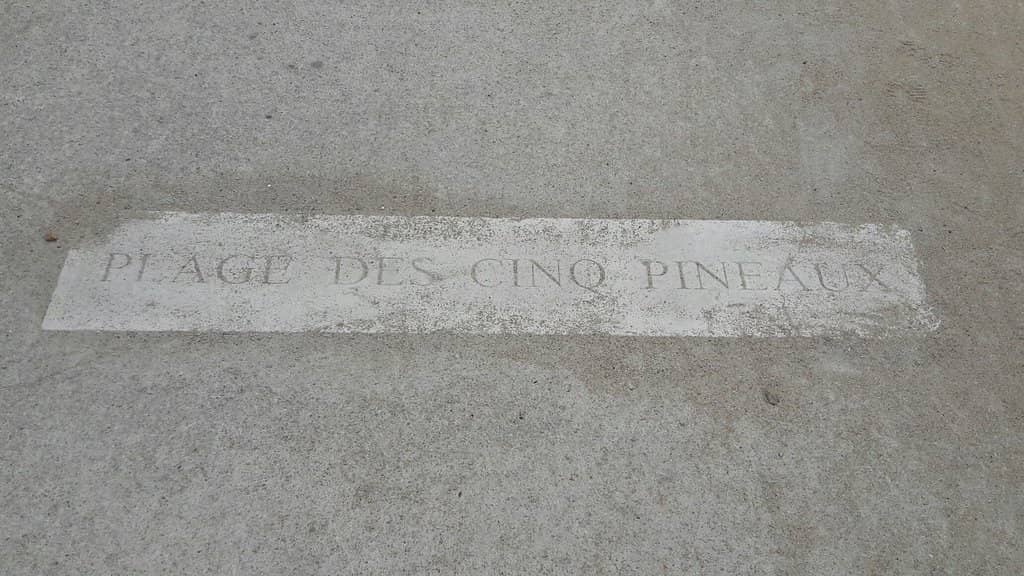 PLAGE DES CINQ PINEAUX